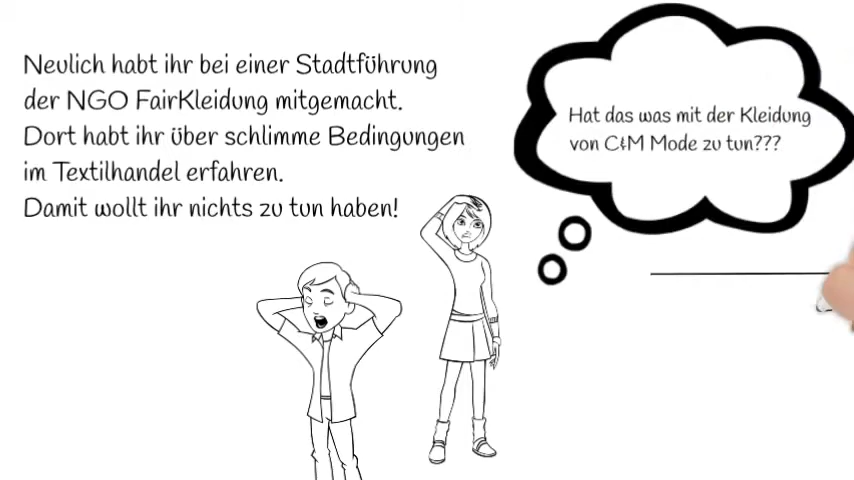 Neulich habt ihr bei einer Stadtführung
der NGO FairKleidung mitgemacht.
Dort habt ihr über schlimme Bedingungen
im Textilhandel erfahren.
Damit wollt ihr nichts zu tun haben!
Hat das was mit der Kleidung
von C&M Mode zu tun???